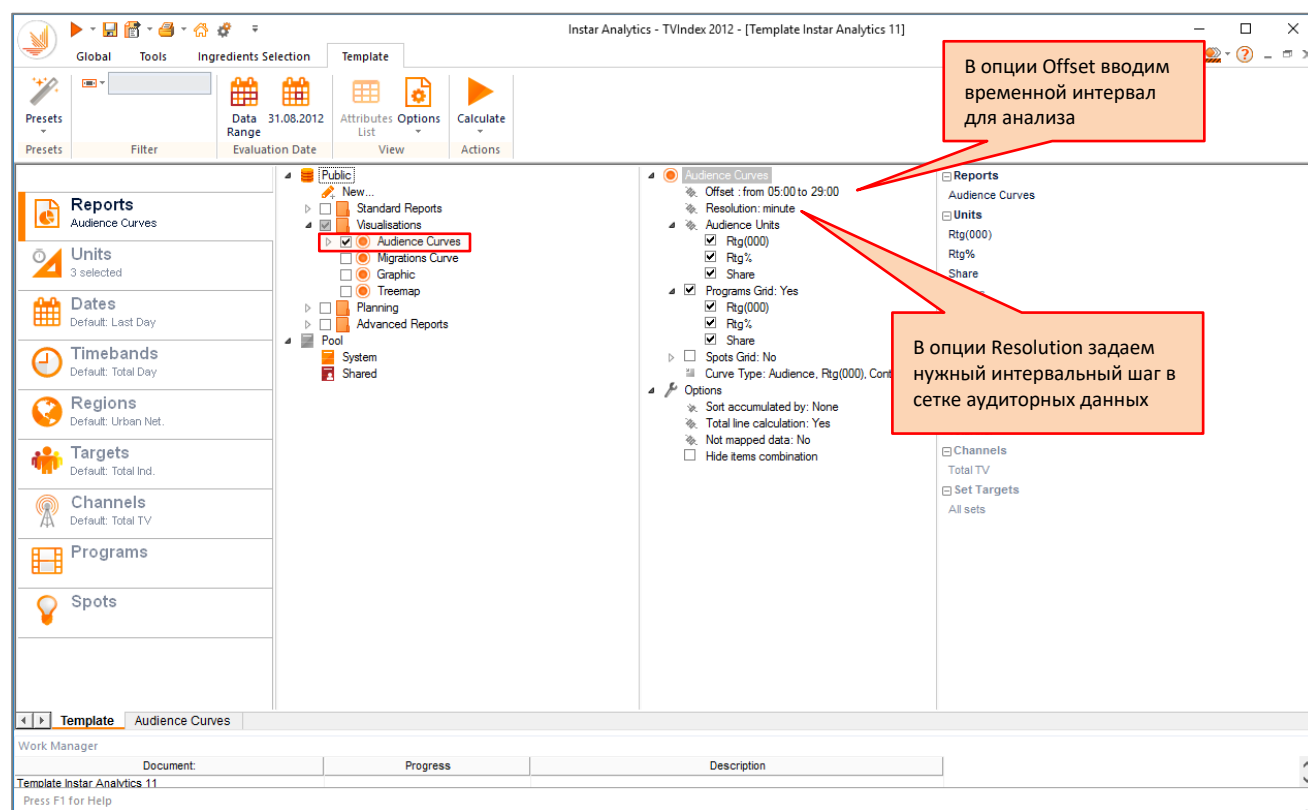 Instar Analytics - TVIndex 2012 - [Template Instar Analytics 11]
Global Tools Ingredients Selection Template
Presets
Data Range
31.08.2012
Attributes List
Options
Calculate
Presets Filter Evaluation Date View Actions
В опции Offset вводим
временной интервал
для анализа
Reports
Audience Curves
Units
3 selected
Dates
Default: Last Day
Timebands
Default: Total Day
Regions
Default: Urban Net.
Targets
Default: Total Ind.
Channels
Default: Total TV
Programs
Spots
Public
New...
Standard Reports
Visualisations
Audience Curves
Migrations Curve
Graphic
Treemap
Planning
Advanced Reports
Pool
System
Shared
Audience Curves
Offset : from 05:00 to 29:00
Resolution: minute
Audience Units
Rtg(000)
Rtg%
Share
Programs Grid: Yes
Rtg(000)
Rtg%
Share
Spots Grid: No
Curve Type: Audience, Rtg(000), Cont
Options
Sort accumulated by: None
Total line calculation: Yes
Not mapped data: No
Hide items combination
Reports
Audience Curves
Units
Rtg(000)
Rtg%
Share
В опции Resolution задаем
нужный интервальный шаг в
сетке аудиторных данных
Channels
Total TV
Set Targets
All sets
Template Audience Curves
Work Manager
Document: Progress Description
Template Instar Analytics 11
Press F1 for Help